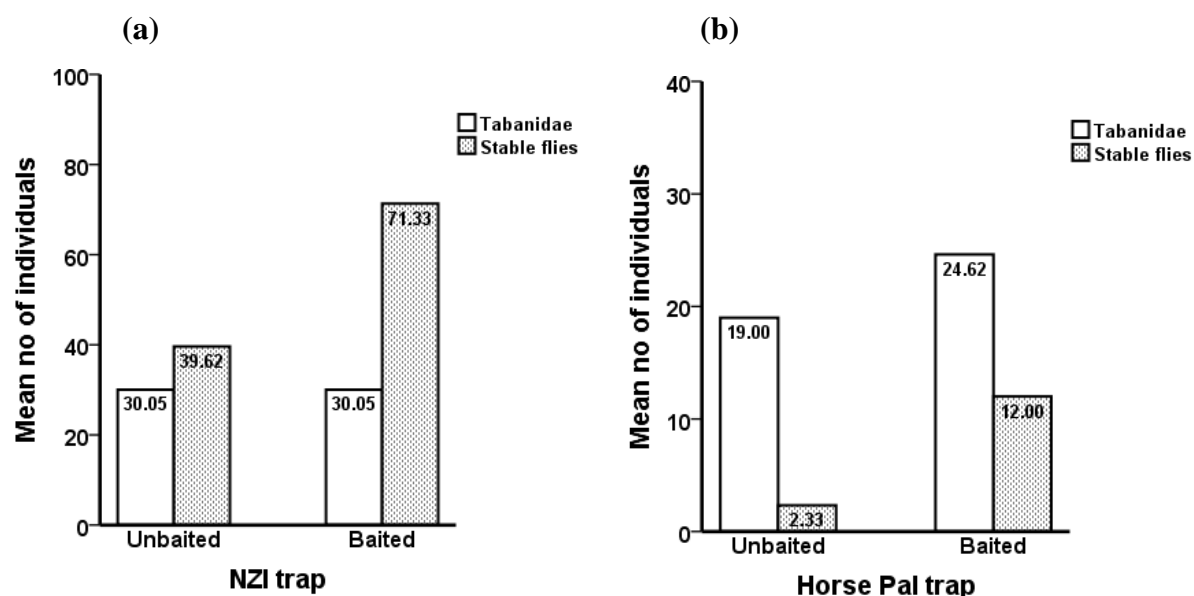 (a)
Mean no of individuals
100
80
60
40
20
0
Tabanidae
Stable flies
30.05
39.62
30.05
71.33
Unbaited
Baited
NZI trap
(b)
Mean no of individuals
40
30
20
10
0
Tabanidae
Stable flies
19.00
2.33
24.62
12.00
Unbaited
Baited
Horse Pal trap